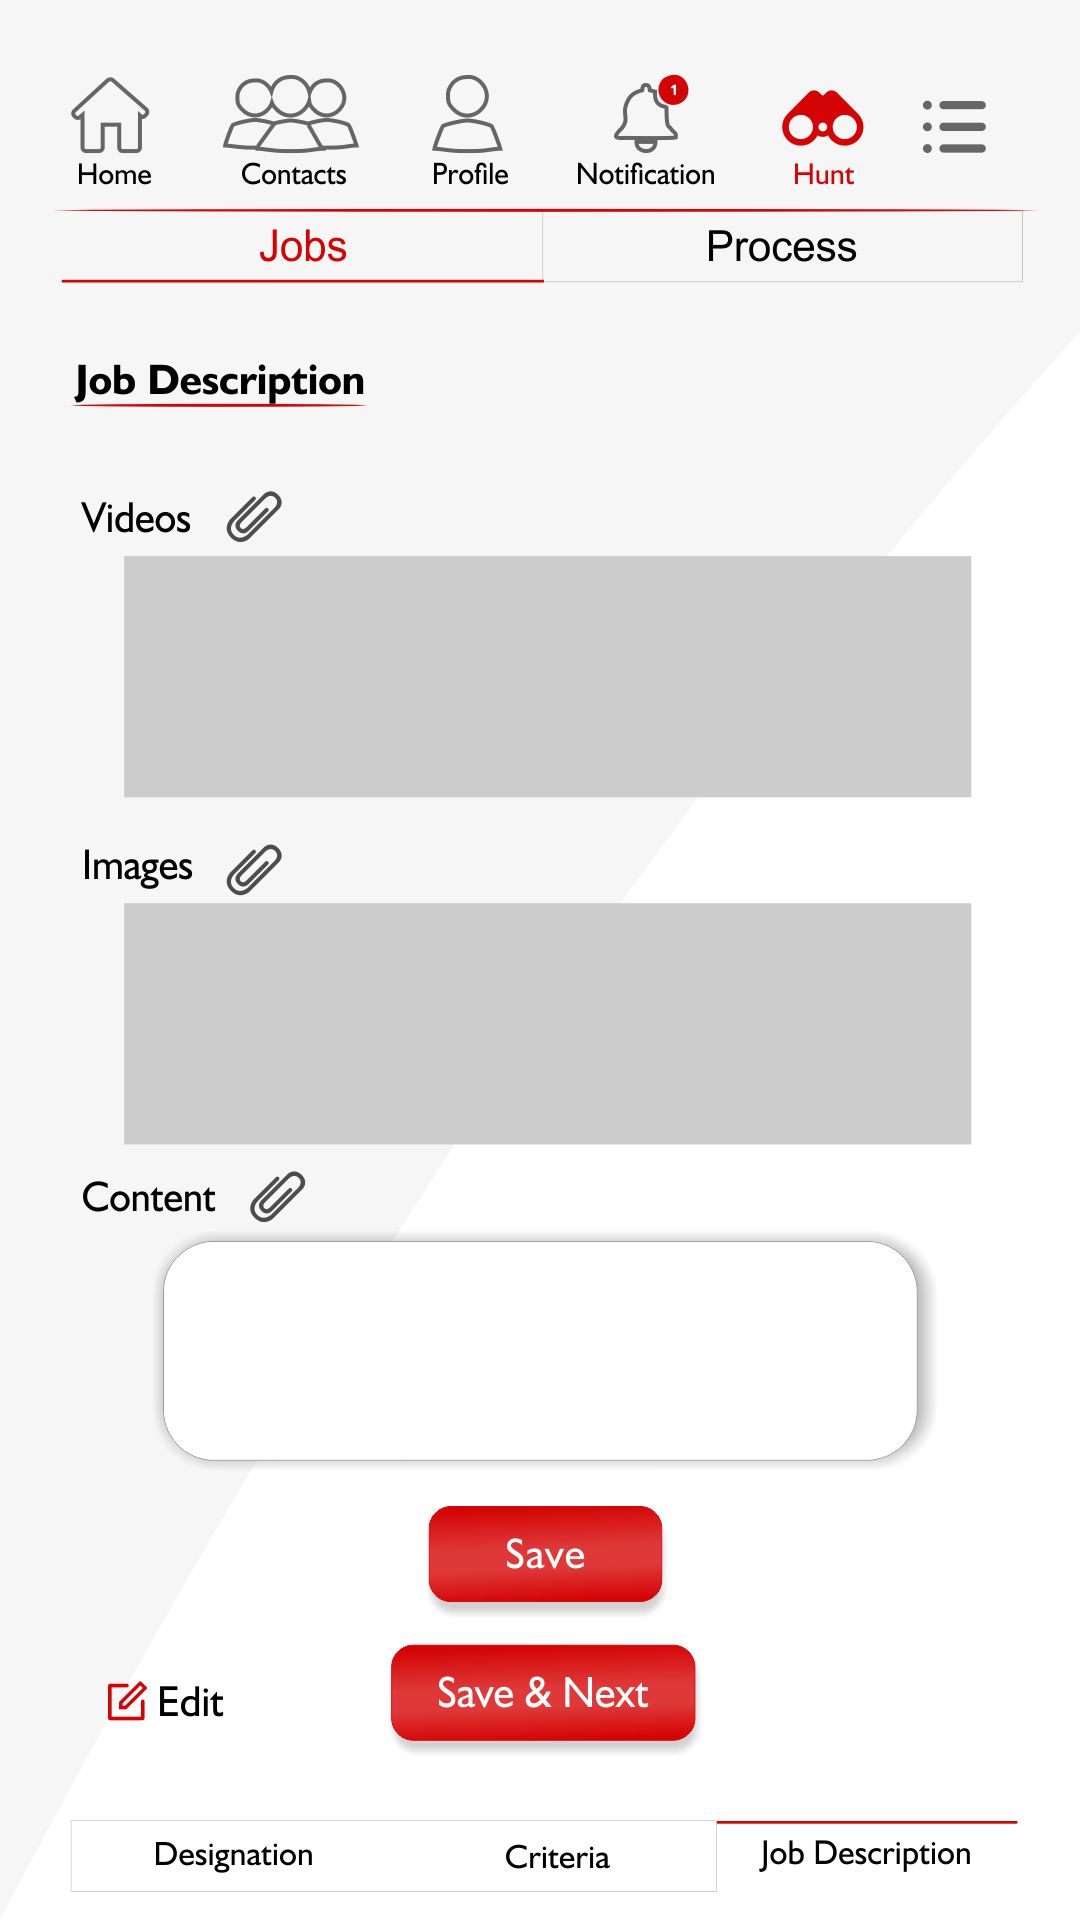 1
Home Contacts Profile Notification Hunt
Jobs Process
Job Description
Videos
Images
Content
Save
Save & Next
Edit
Designation Criteria Job Description